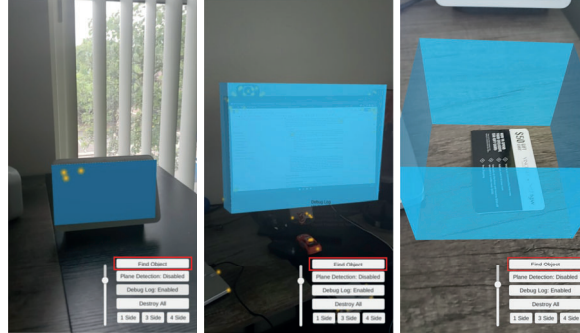 Find Object
Plane Detection: Disabled
Debug Log: Enabled
Destroy All
1 Side 3 Side 4 Side
Debug Log
Find Object
Plane Detection: Disabled
Debug Log: Enabled
Destroy All
1 Side 3 Side 4 Side
$50
Find Object
Plane Detection: Disabled
Debug Log: Enabled
Destroy All
1 Side 3 Side 4 Side